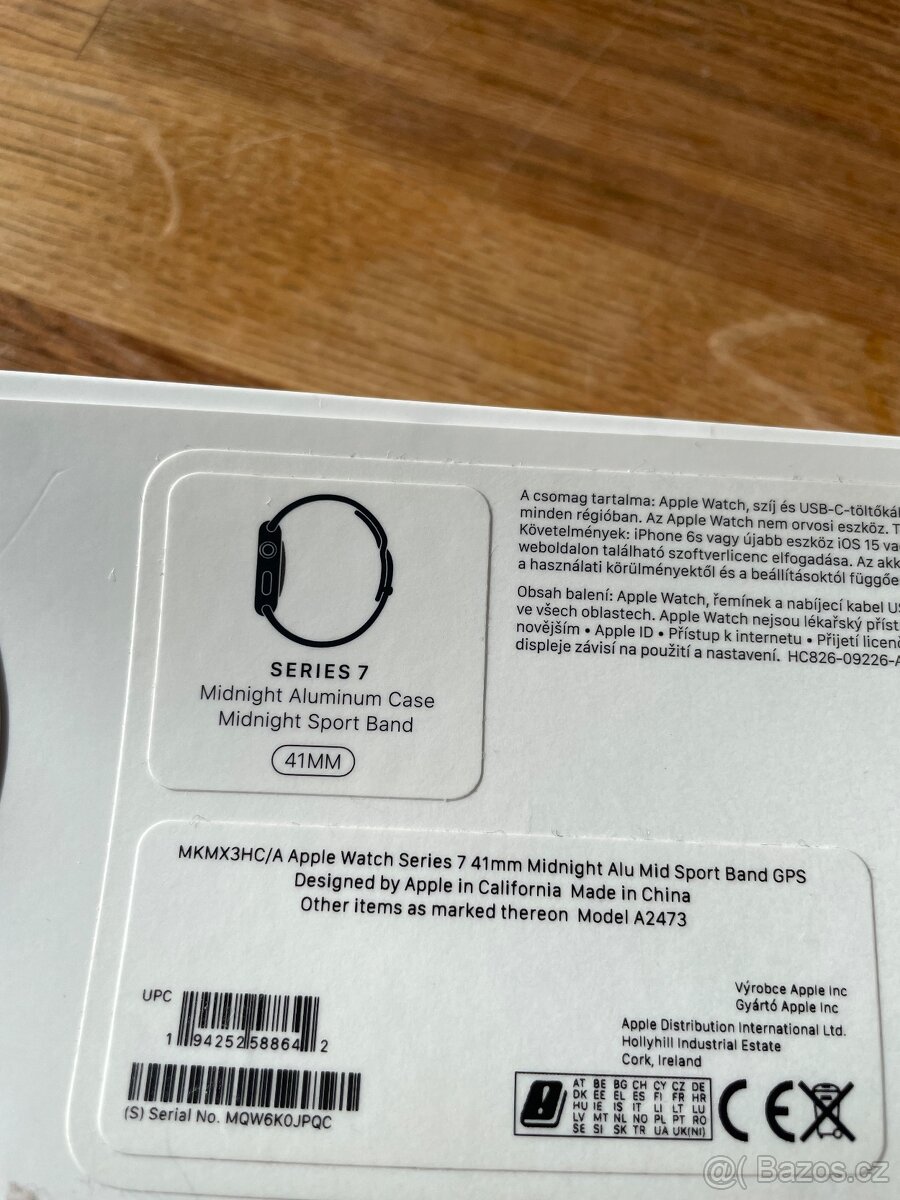 SERIES 7
Midnight Aluminum Case
Midnight Sport Band
41MM
A csomag tartalma: Apple Watch, szíj és USB-C-töltőkáb
minden régióban. Az Apple Watch nem orvosi eszköz. T
Követelmények: iPhone 6s vagy újabb eszköz iOS 15 va
weboldalon található szoftverlicenc elfogadása. Az akk
a használati körülményektől és a beállításoktól függőe
Obsah balení: Apple Watch, řemínek a nabíjecí kabel US
ve všech oblastech. Apple Watch nejsou lékařský příst
novějším • Apple ID • Přístup k internetu • Přijetí licenč
displeje závisí na použití a nastavení. HC826-09226-A
MKMX3HC/A Apple Watch Series 7 41mm Midnight Alu Mid Sport Band GPS
Designed by Apple in California Made in China
Other items as marked thereon Model A2473
UPC
1 94252 58864 2
(S) Serial No. MQW6K0JPQC
Výrobce Apple Inc
Gyártó Apple Inc
Apple Distribution International Ltd.
Hollyhill Industrial Estate
Cork, Ireland
AT BE BG CH CY CZ DE
DK EE EL ES FI FR HR
HU IE IS IT LI LT LU
LV MT NL NO PL PT RO
SE SI SK TR UA UK(NI)
CE
@( Bazos.cz